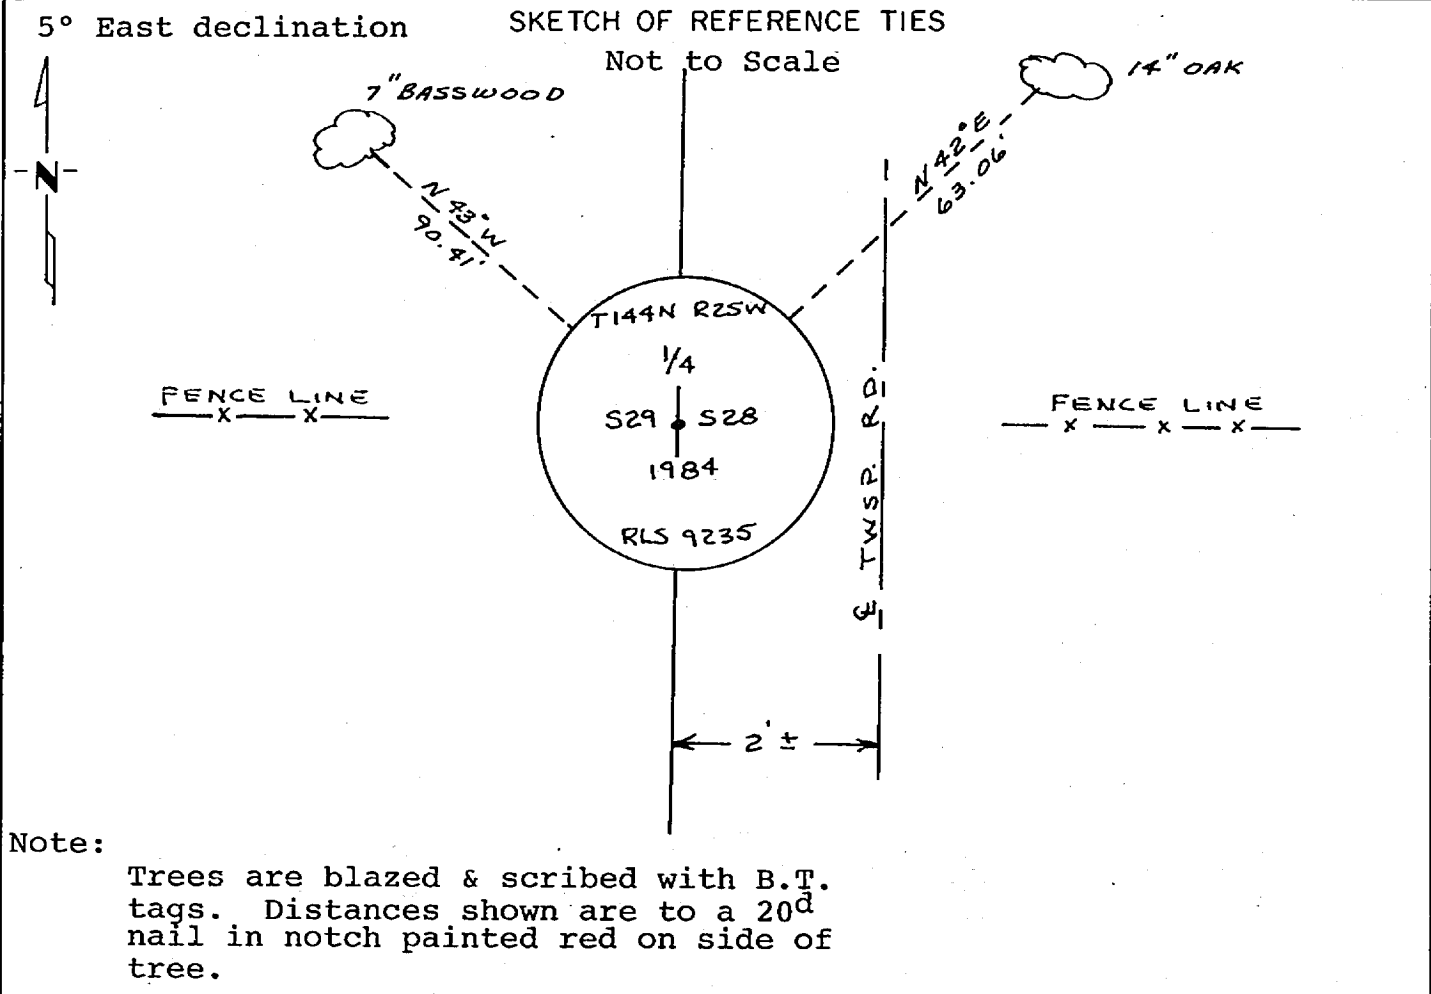 5° East declination
SKETCH OF REFERENCE TIES
Not to Scale
7" BASSWOOD
14" OAK
N
N 43° W
90.41'
N 42° E
63.06'
T144N R25W
1/4
S29 S28
1984
RLS 9235
FENCE LINE
FENCE LINE
℄ TWSP. RD.
2' ±
Note:
Trees are blazed & scribed with B.T.
tags. Distances shown are to a 20d
nail in notch painted red on side of
tree.